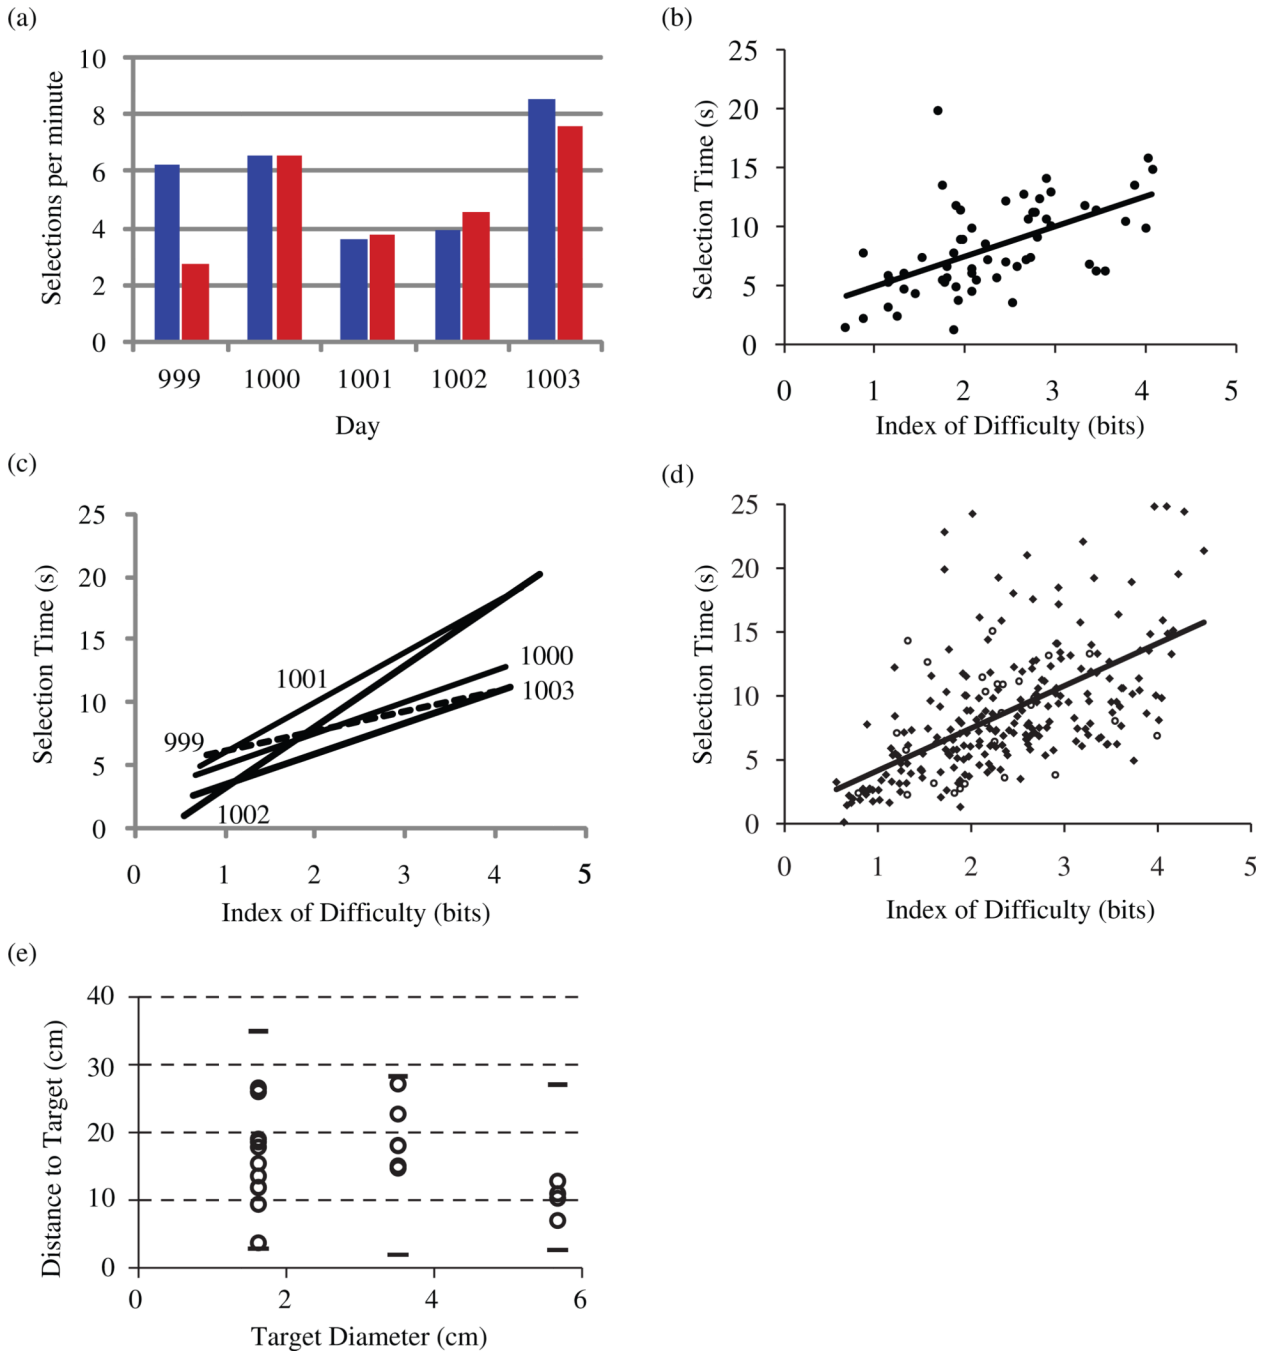 (a)
10
8
6
4
2
0
Selections per minute
999 1000 1001 1002 1003
Day
(b)
25
20
15
10
5
0
Selection Time (s)
0 1 2 3 4 5
Index of Difficulty (bits)
(c)
25
20
15
10
5
0
Selection Time (s)
1001
1000
1003
999
1002
0 1 2 3 4 5
Index of Difficulty (bits)
(d)
25
20
15
10
5
0
Selection Time (s)
0 1 2 3 4 5
Index of Difficulty (bits)
(e)
40
30
20
10
0
Distance to Target (cm)
0 2 4 6
Target Diameter (cm)